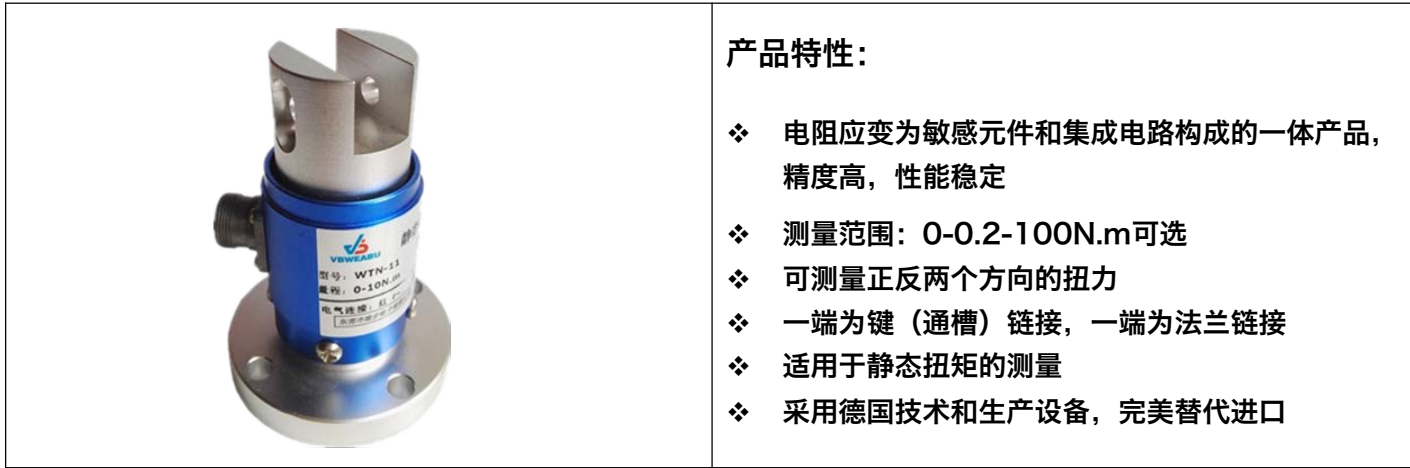 VBWEABU
型号：WTN-11
量程：0-10N.m
电气连接：红
产品特性：
❖ 电阻应变为敏感元件和集成电路构成的一体产品，
精度高，性能稳定
❖ 测量范围：0-0.2-100N.m可选
❖ 可测量正反两个方向的扭力
❖ 一端为键（通槽）链接，一端为法兰链接
❖ 适用于静态扭矩的测量
❖ 采用德国技术和生产设备，完美替代进口